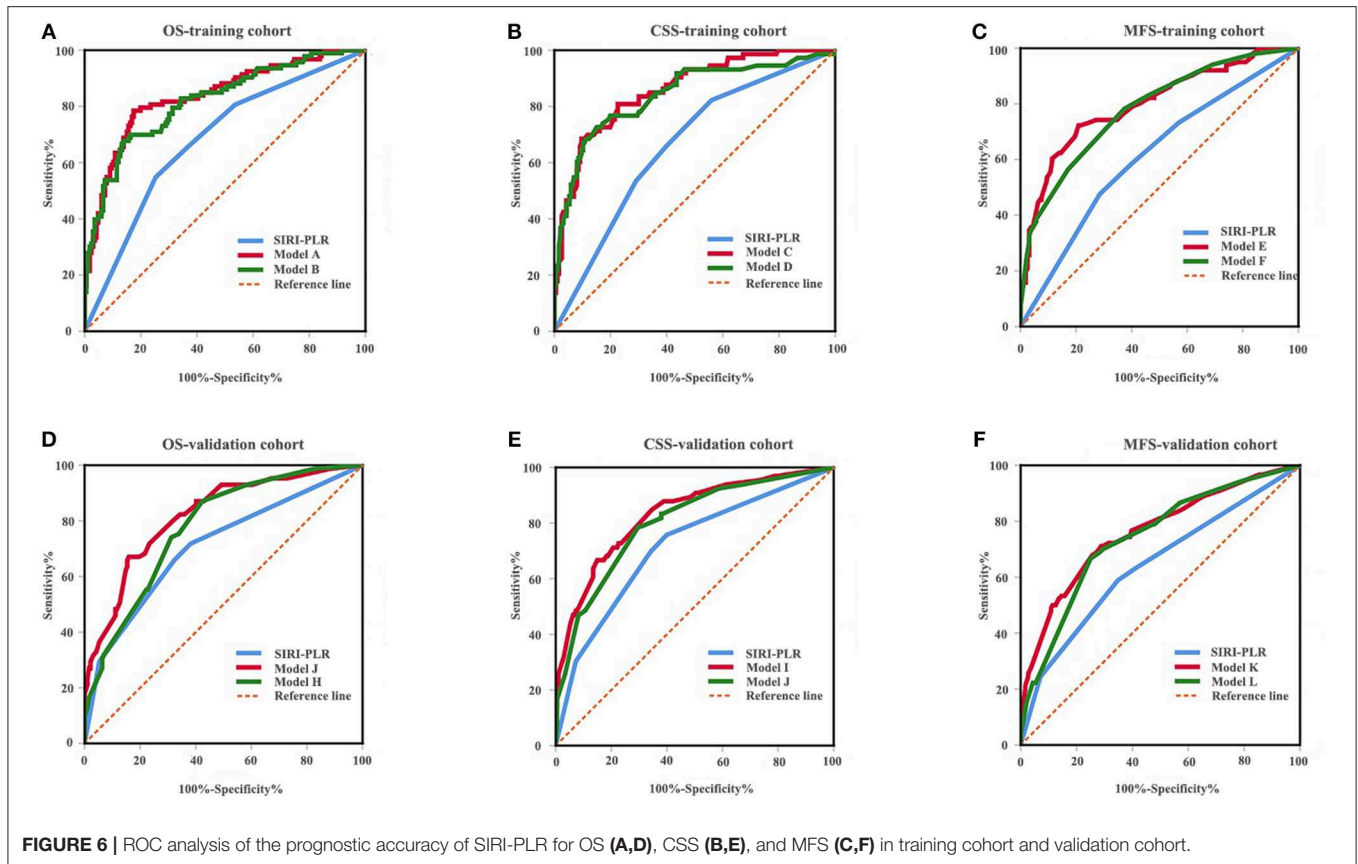 A
OS-training cohort
100
80
60
40
20
0
Sensitivity%
SIRI-PLR
Model A
Model B
Reference line
0 20 40 60 80 100
100%-Specificity%
B
CSS-training cohort
100
80
60
40
20
0
Sensitivity%
SIRI-PLR
Model C
Model D
Reference line
0 20 40 60 80 100
100%-Specificity%
C
MFS-training cohort
100
80
60
40
20
0
Sensitivity%
SIRI-PLR
Model E
Model F
Reference line
0 20 40 60 80 100
100%-Specificity%
D
OS-validation cohort
100
80
60
40
20
0
Sensitivity%
SIRI-PLR
Model J
Model H
Reference line
0 20 40 60 80 100
100%-Specificity%
E
CSS-validation cohort
100
80
60
40
20
0
Sensitivity%
SIRI-PLR
Model I
Model J
Reference line
0 20 40 60 80 100
100%-Specificity%
F
MFS-validation cohort
100
80
60
40
20
0
Sensitivity%
SIRI-PLR
Model K
Model L
Reference line
0 20 40 60 80 100
100%-Specificity%
FIGURE 6 | ROC analysis of the prognostic accuracy of SIRI-PLR for OS (A,D), CSS (B,E), and MFS (C,F) in training cohort and validation cohort.